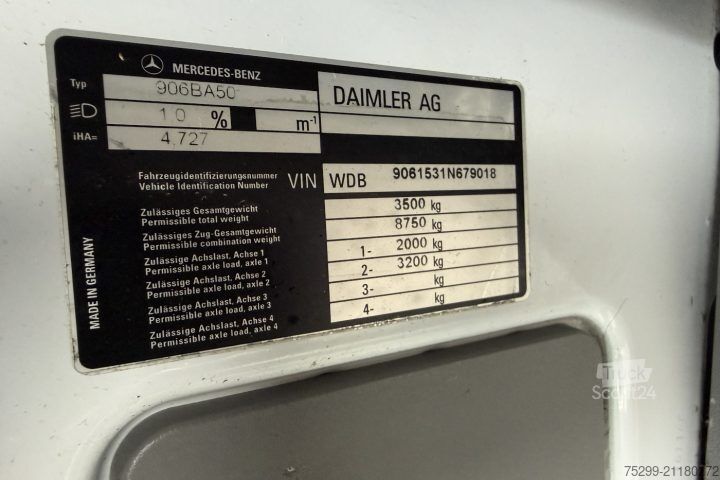 MERCEDES-BENZ
Typ 906BA50 DAIMLER AG
10 % m-1
iHA= 4,727
Fahrzeugidentifizierungsnummer
Vehicle Identification Number VIN WDB 9061531N679018
Zulässiges Gesamtgewicht
Permissible total weight 3500 kg
Zulässiges Zug-Gesamtgewicht
Permissible combination weight 8750 kg
Zulässige Achslast, Achse 1
Permissible axle load, axle 1 1- 2000 kg
Zulässige Achslast, Achse 2
Permissible axle load, axle 2 2- 3200 kg
Zulässige Achslast, Achse 3
Permissible axle load, axle 3 3- kg
Zulässige Achslast, Achse 4
Permissible axle load, axle 4 4- kg
MADE IN GERMANY
Truck
Scout24
75299-21180772